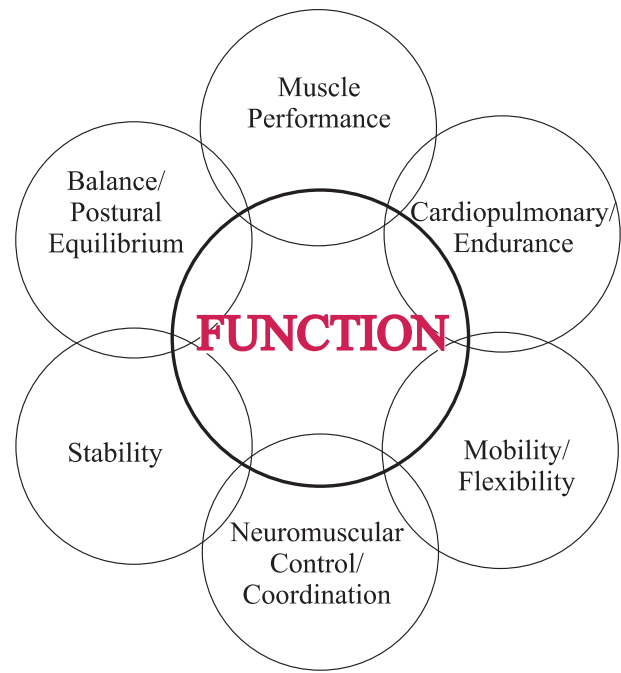 Muscle
Performance
Balance/
Postural
Equilibrium
Cardiopulmonary/
Endurance
FUNCTION
Stability
Mobility/
Flexibility
Neuromuscular
Control/
Coordination